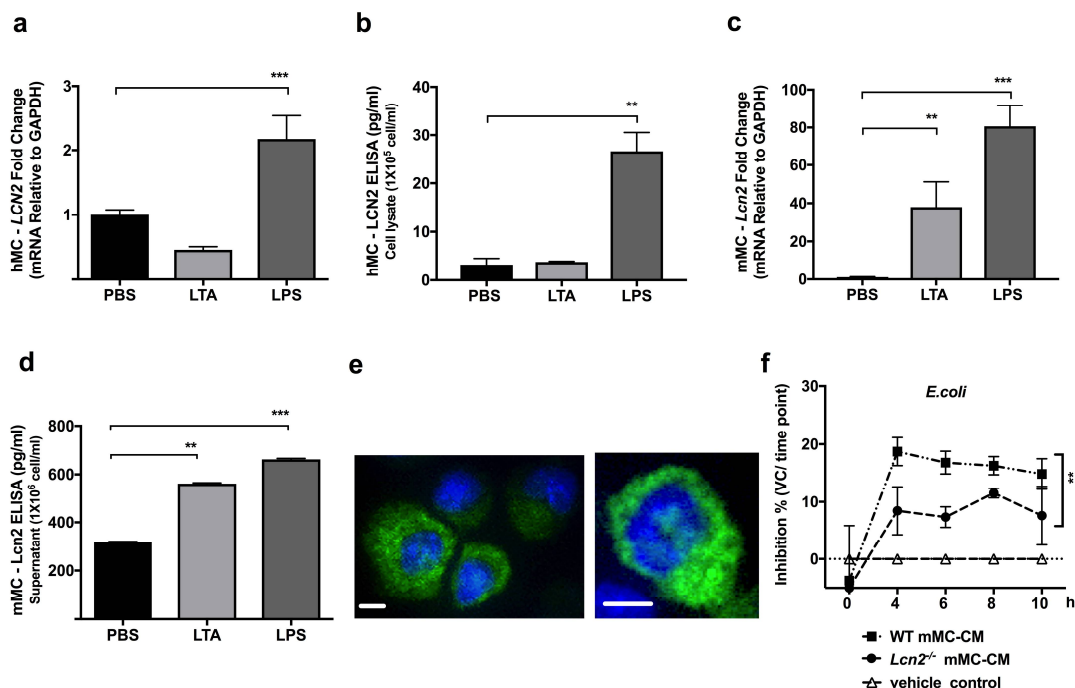 a
hMC - LCN2 Fold Change
(mRNA Relative to GAPDH)
3
2
1
***
PBS LTA LPS
b
hMC - LCN2 ELISA (pg/ml)
Cell lysate (1X10⁵ cell/ml)
40
30
20
10
0
**
PBS LTA LPS
c
mMC - Lcn2 Fold Change
(mRNA Relative to GAPDH)
100
80
60
40
20
0
**
***
PBS LTA LPS
d
mMC - Lcn2 ELISA (pg/ml)
Supernatant (1X10⁶ cell/ml)
800
600
400
200
**
***
PBS LTA LPS
e
f
E.coli
Inhibition % (VC/ time point)
30
20
10
0
**
0 4 6 8 10 h
WT mMC-CM
Lcn2⁻/⁻ mMC-CM
vehicle control